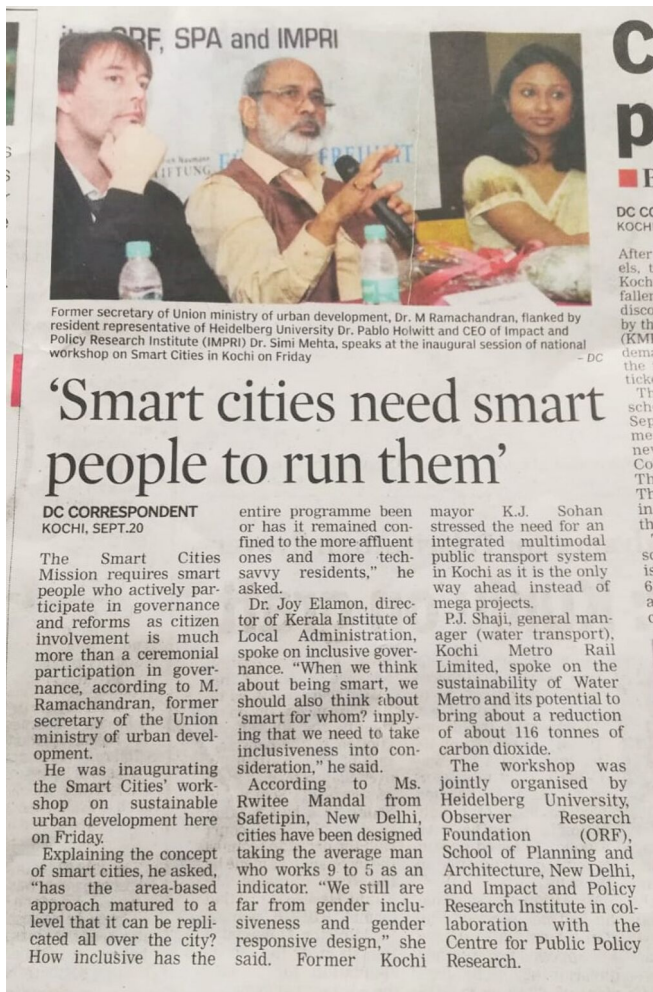 ORF, SPA and IMPRI
FREIHEIT
Former secretary of Union ministry of urban development, Dr. M Ramachandran, flanked by
resident representative of Heidelberg University Dr. Pablo Holwitt and CEO of Impact and
Policy Research Institute (IMPRI) Dr. Simi Mehta, speaks at the inaugural session of national
workshop on Smart Cities in Kochi on Friday
– DC
‘Smart cities need smart
people to run them’
DC CORRESPONDENT
KOCHI, SEPT.20
The Smart Cities
Mission requires smart
people who actively par-
ticipate in governance
and reforms as citizen
involvement is much
more than a ceremonial
participation in gover-
nance, according to M.
Ramachandran, former
secretary of the Union
ministry of urban devel-
opment.
He was inaugurating
the Smart Cities’ work-
shop on sustainable
urban development here
on Friday.
Explaining the concept
of smart cities, he asked,
“has the area-based
approach matured to a
level that it can be repli-
cated all over the city?
How inclusive has the
entire programme been
or has it remained con-
fined to the more affluent
ones and more tech-
savvy residents,” he
asked.
Dr. Joy Elamon, direc-
tor of Kerala Institute of
Local Administration,
spoke on inclusive gover-
nance. “When we think
about being smart, we
should also think about
‘smart for whom? imply-
ing that we need to take
inclusiveness into con-
sideration,” he said.
According to Ms.
Rwitee Mandal from
Safetipin, New Delhi,
cities have been designed
taking the average man
who works 9 to 5 as an
indicator. “We still are
far from gender inclu-
siveness and gender
responsive design,” she
said. Former Kochi
mayor K.J. Sohan
stressed the need for an
integrated multimodal
public transport system
in Kochi as it is the only
way ahead instead of
mega projects.
P.J. Shaji, general man-
ager (water transport),
Kochi Metro Rail
Limited, spoke on the
sustainability of Water
Metro and its potential to
bring about a reduction
of about 116 tonnes of
carbon dioxide.
The workshop was
jointly organised by
Heidelberg University,
Observer Research
Foundation (ORF),
School of Planning and
Architecture, New Delhi,
and Impact and Policy
Research Institute in col-
laboration with the
Centre for Public Policy
Research.
DC
KOCH
After